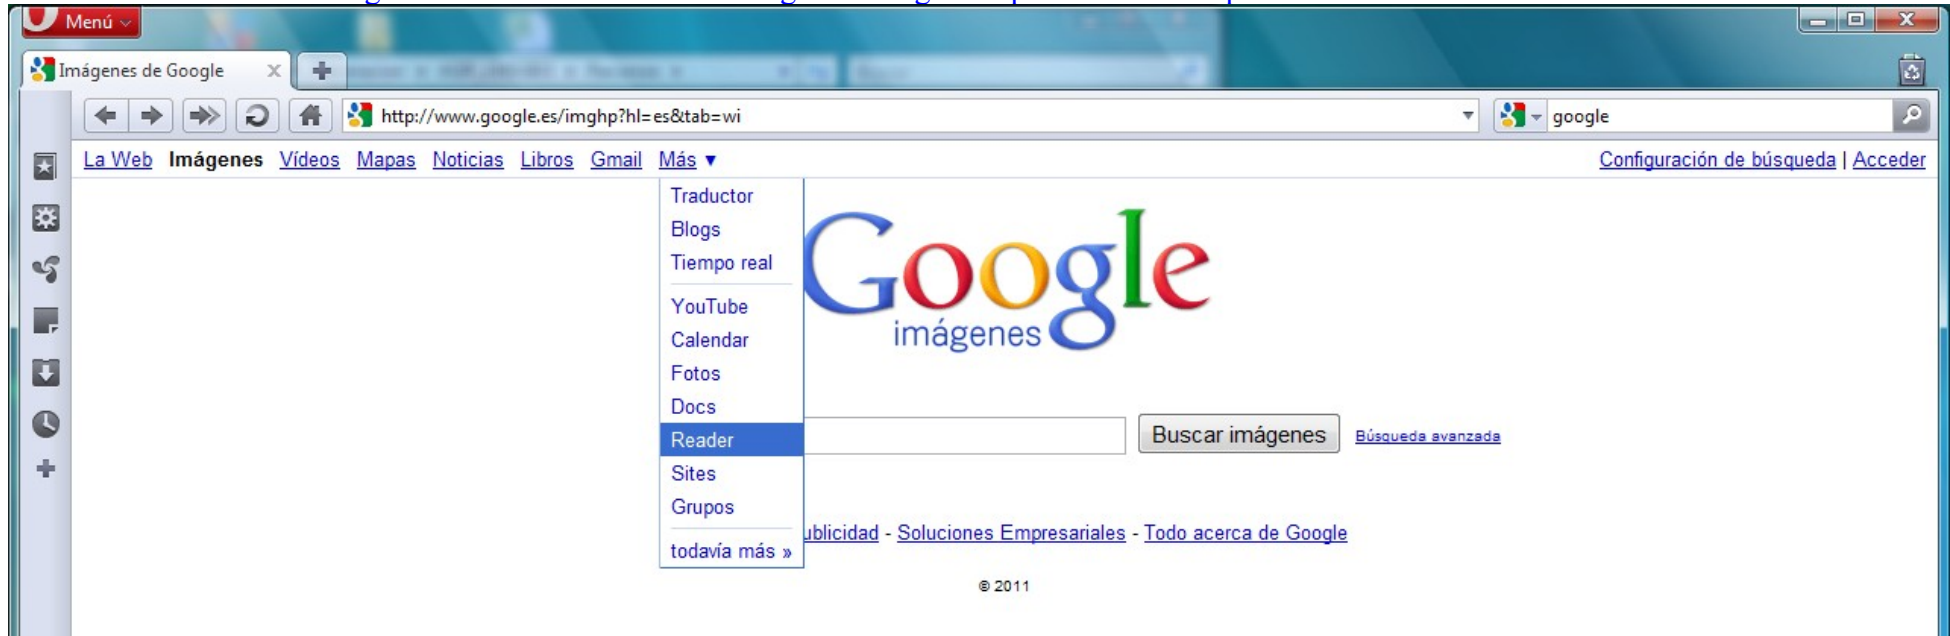 Menú
Imágenes de Google
http://www.google.es/imghp?hl=es&tab=wi
google
La Web Imágenes Vídeos Mapas Noticias Libros Gmail Más ▼
Configuración de búsqueda | Acceder
Traductor
Blogs
Tiempo real
YouTube
Calendar
Fotos
Docs
Reader
Sites
Grupos
todavía más »
Google
imágenes
Buscar imágenes
Búsqueda avanzada
ublicidad - Soluciones Empresariales - Todo acerca de Google
© 2011